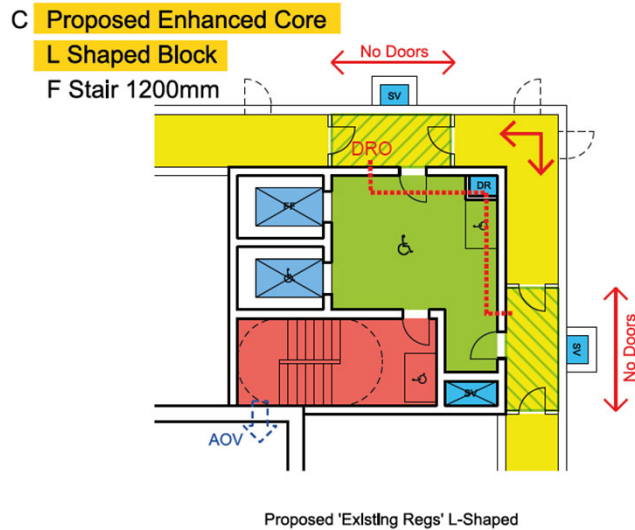 C Proposed Enhanced Core
L Shaped Block
F Stair 1200mm
No Doors
SV
DRO
DR
FF
No Doors
SV
SV
AOV
Proposed 'Existing Regs' L-Shaped